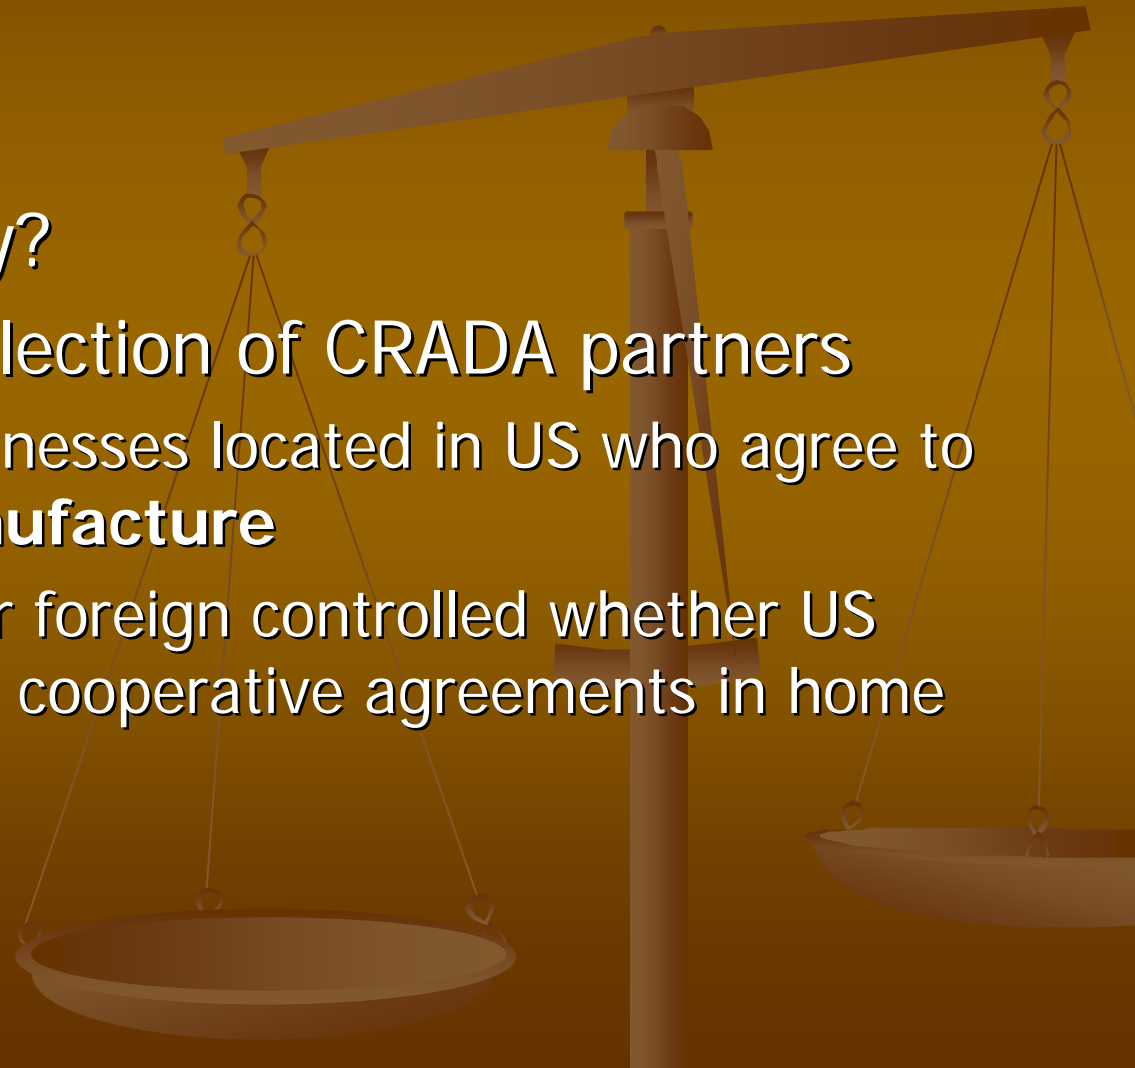 y?
lection of CRADA partners
nesses located in US who agree to
ufacture
r foreign controlled whether US
cooperative agreements in home